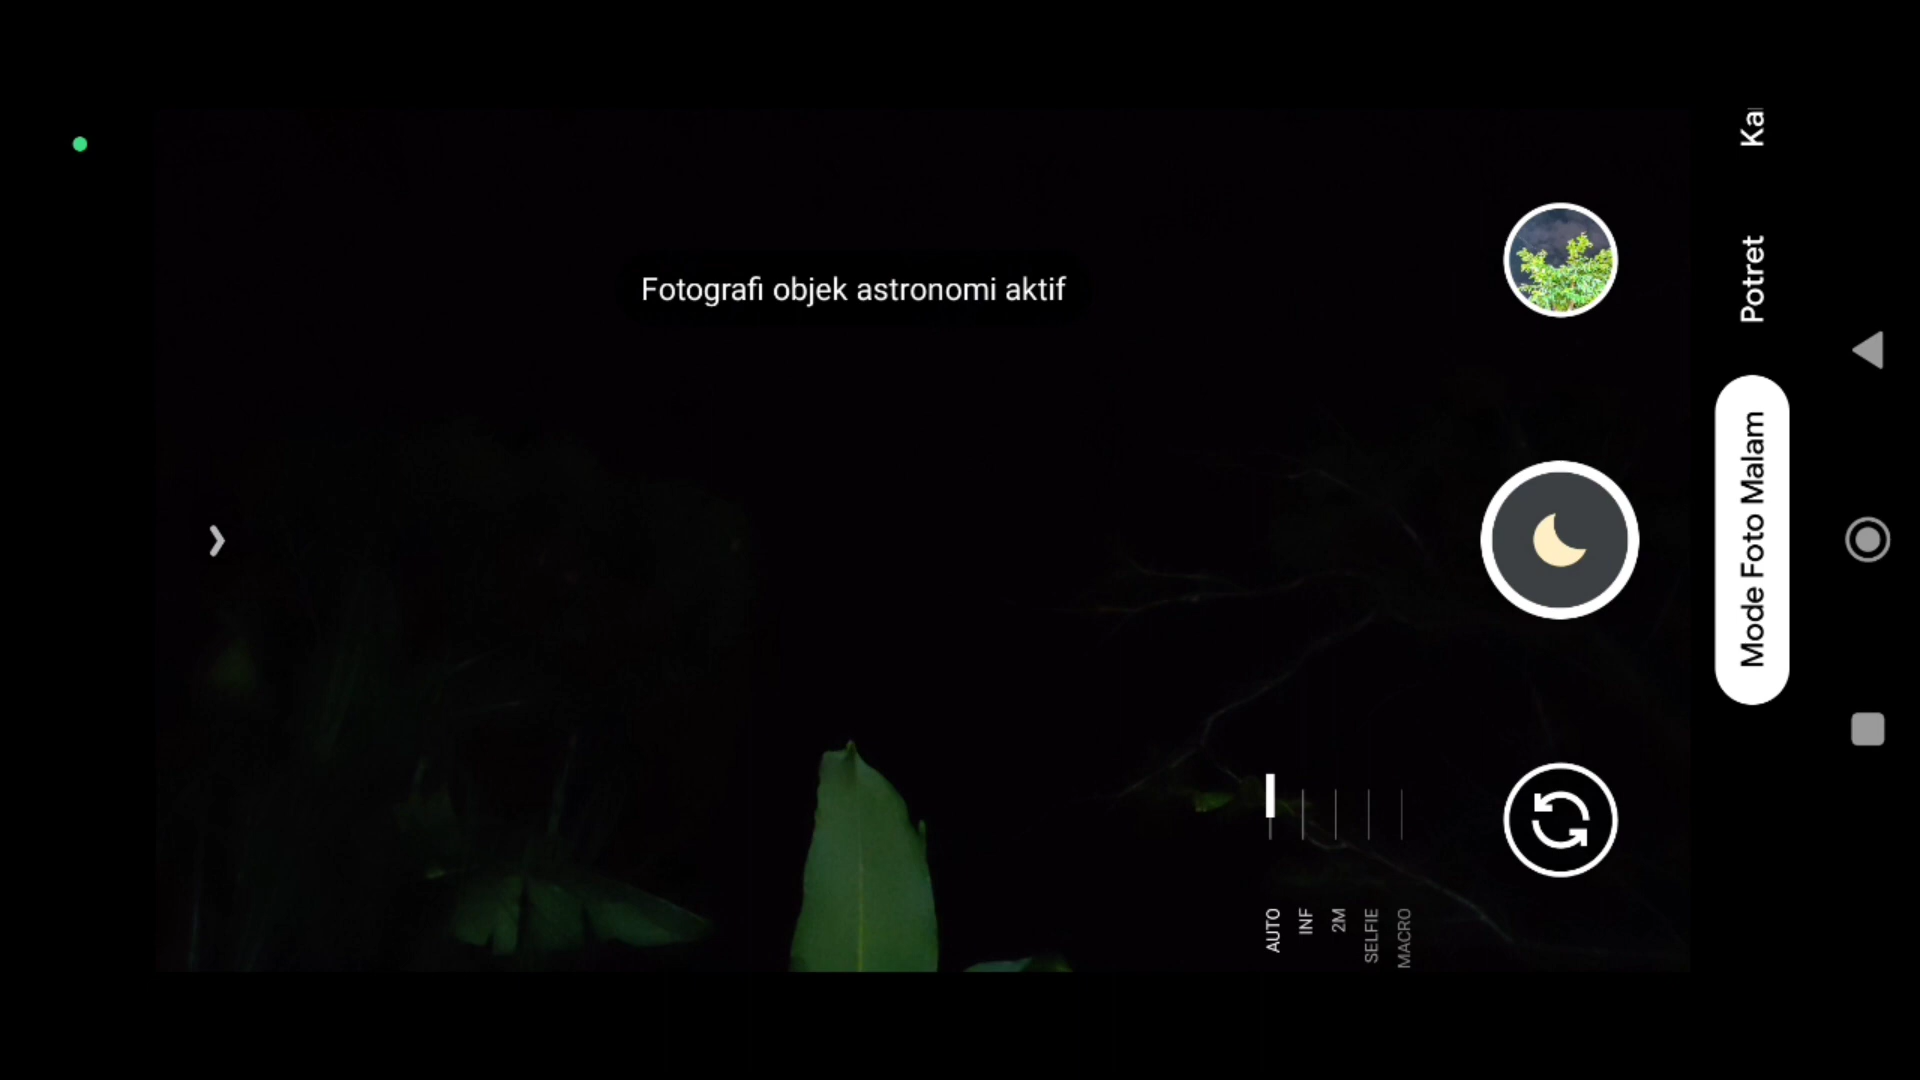 Fotografi objek astronomi aktif
Ka
Potret
Mode Foto Malam
AUTO
INF
2M
SELFIE
MACRO